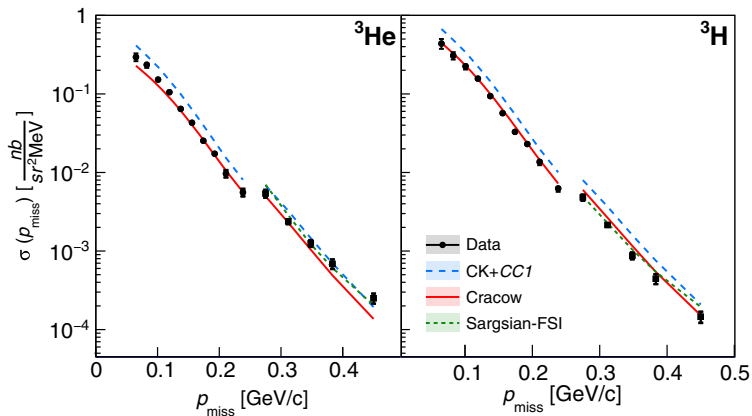 ³He
³H
σ (p_miss) [nb/sr²MeV]
1
10⁻¹
10⁻²
10⁻³
10⁻⁴
Data
CK+CC1
Cracow
Sargsian-FSI
0 0.1 0.2 0.3 0.4 0.1 0.2 0.3 0.4 0.5
p_miss [GeV/c]
p_miss [GeV/c]